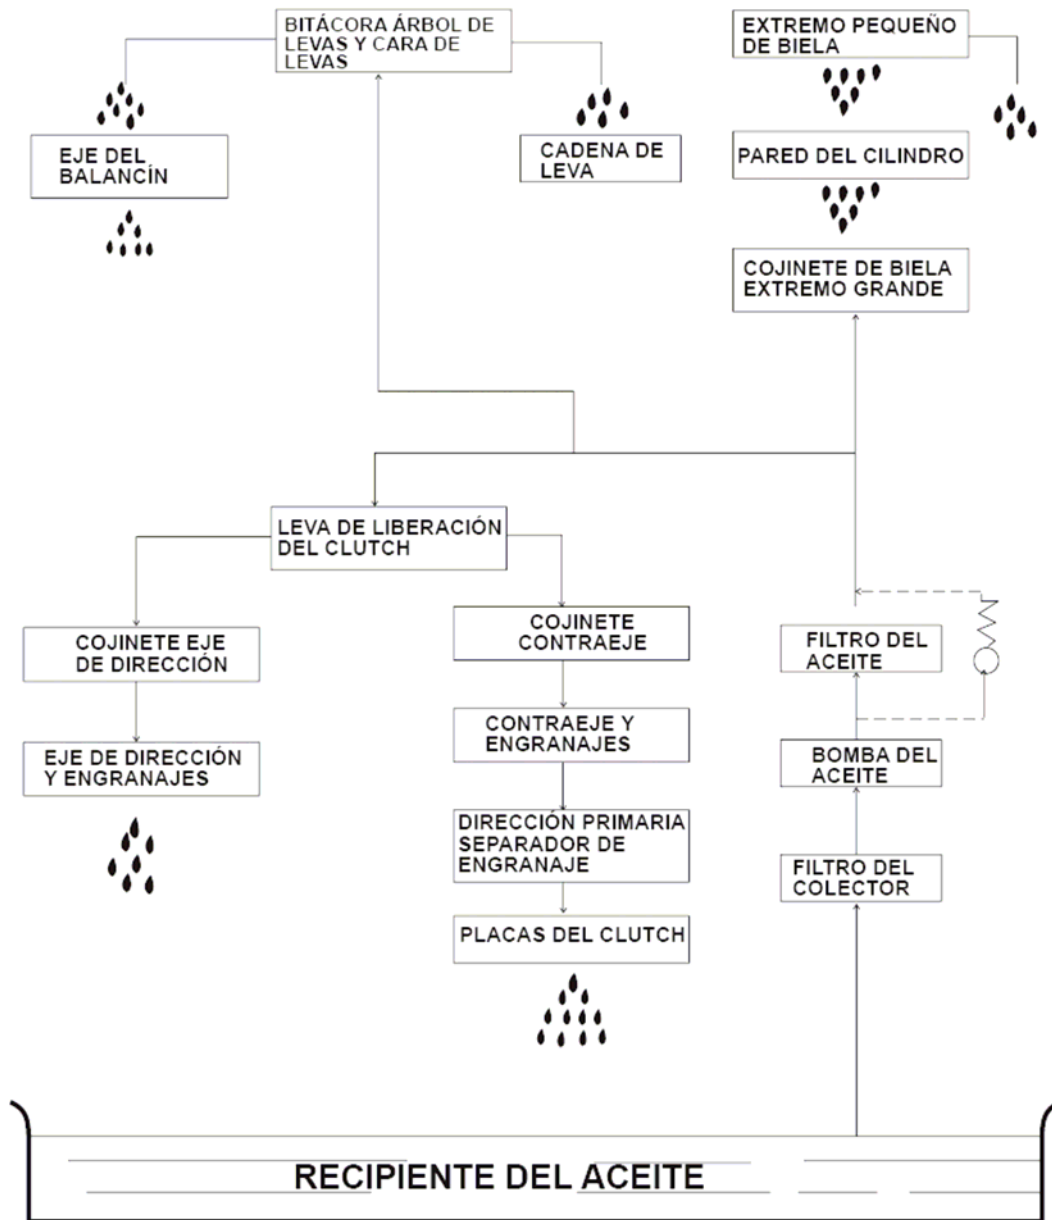 BITÁCORA ÁRBOL DE
LEVAS Y CARA DE
LEVAS
EXTREMO PEQUEÑO
DE BIELA
EJE DEL
BALANCÍN
CADENA DE
LEVA
PARED DEL CILINDRO
COJINETE DE BIELA
EXTREMO GRANDE
LEVA DE LIBERACIÓN
DEL CLUTCH
COJINETE EJE
DE DIRECCIÓN
COJINETE
CONTRAEJE
FILTRO DEL
ACEITE
EJE DE DIRECCIÓN
Y ENGRANAJES
CONTRAEJE Y
ENGRANAJES
BOMBA DEL
ACEITE
DIRECCIÓN PRIMARIA
SEPARADOR DE
ENGRANAJE
FILTRO DEL
COLECTOR
PLACAS DEL CLUTCH
RECIPIENTE DEL ACEITE